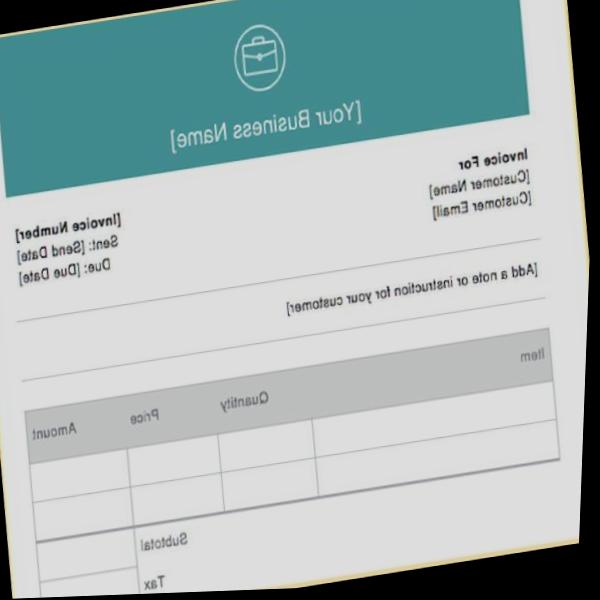 [Your Business Name]
Invoice For
[Customer Name]
[Customer Email]
[Invoice Number]
Sent: [Send Date]
Due: [Due Date]
[Add a note or instruction for your customer]
Item Quantity Price Amount
Subtotal
Tax